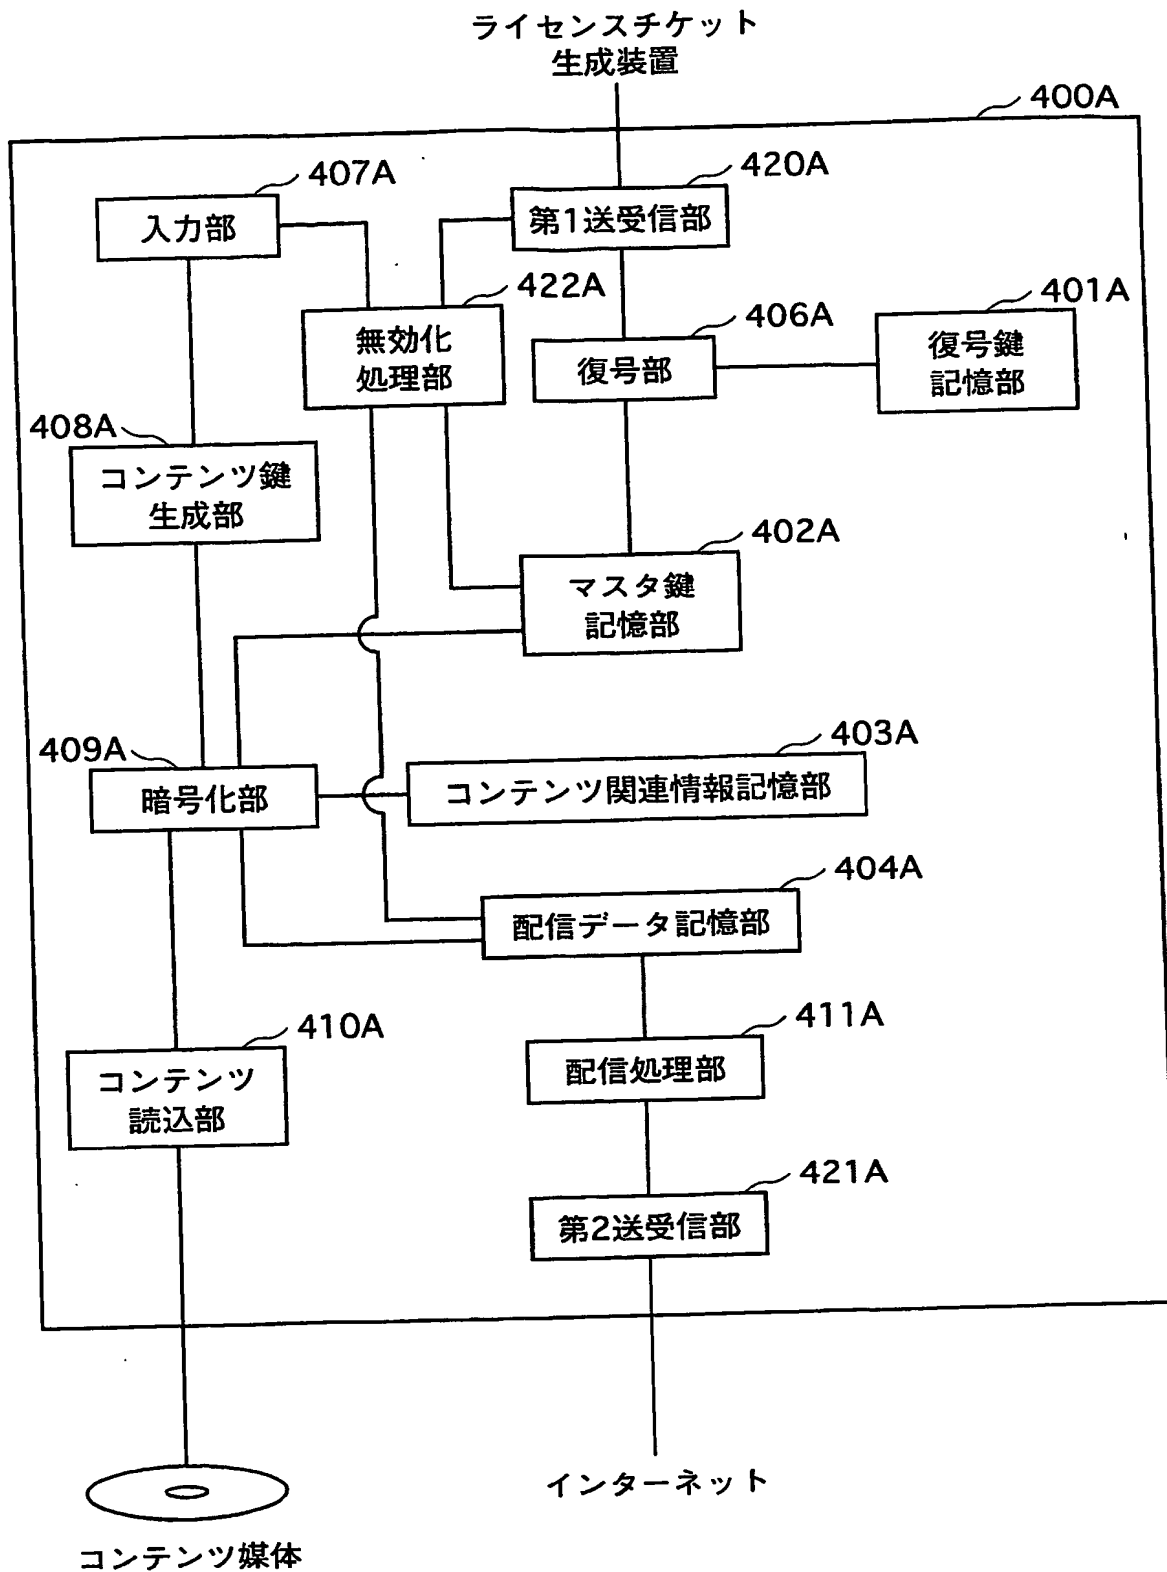 ライセンスチケット
生成装置
400A
407A
入力部
420A
第1送受信部
422A
無効化
処理部
406A
復号部
401A
復号鍵
記憶部
408A
コンテンツ鍵
生成部
402A
マスタ鍵
記憶部
409A
暗号化部
403A
コンテンツ関連情報記憶部
404A
配信データ記憶部
410A
コンテンツ
読込部
411A
配信処理部
421A
第2送受信部
インターネット
コンテンツ媒体